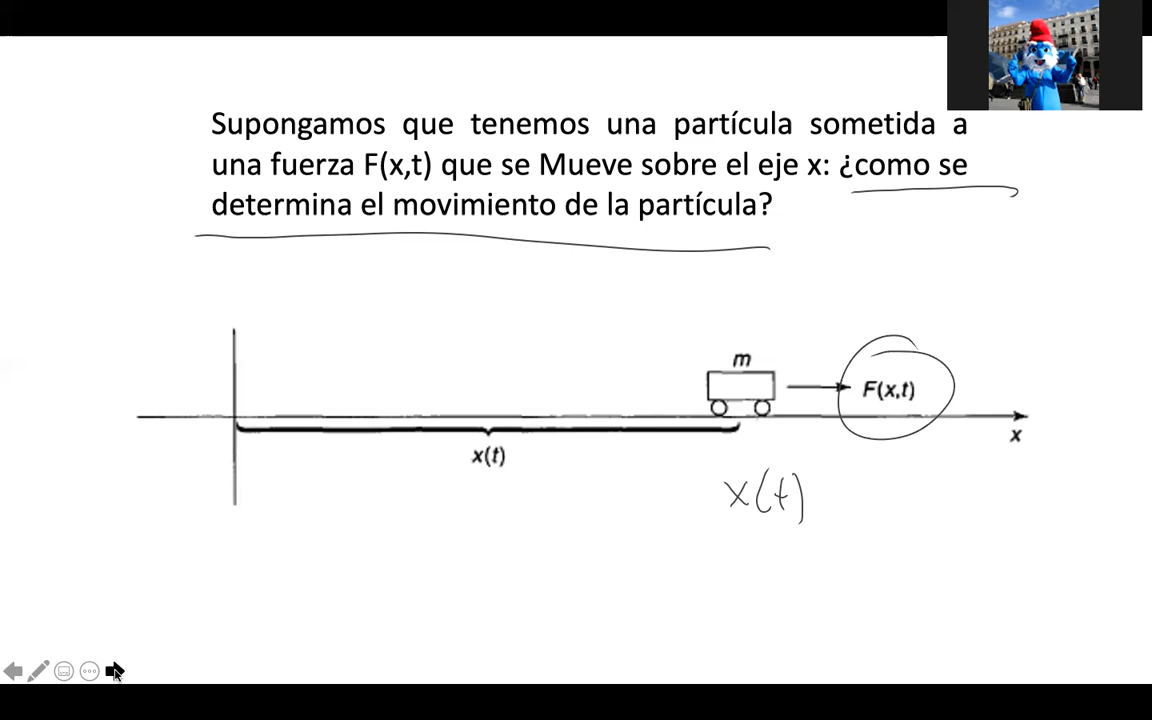 Supongamos que tenemos una partícula sometida a
una fuerza F(x,t) que se Mueve sobre el eje x: ¿como se
determina el movimiento de la partícula?
m
F(x,t)
x
x(t)
x(t)